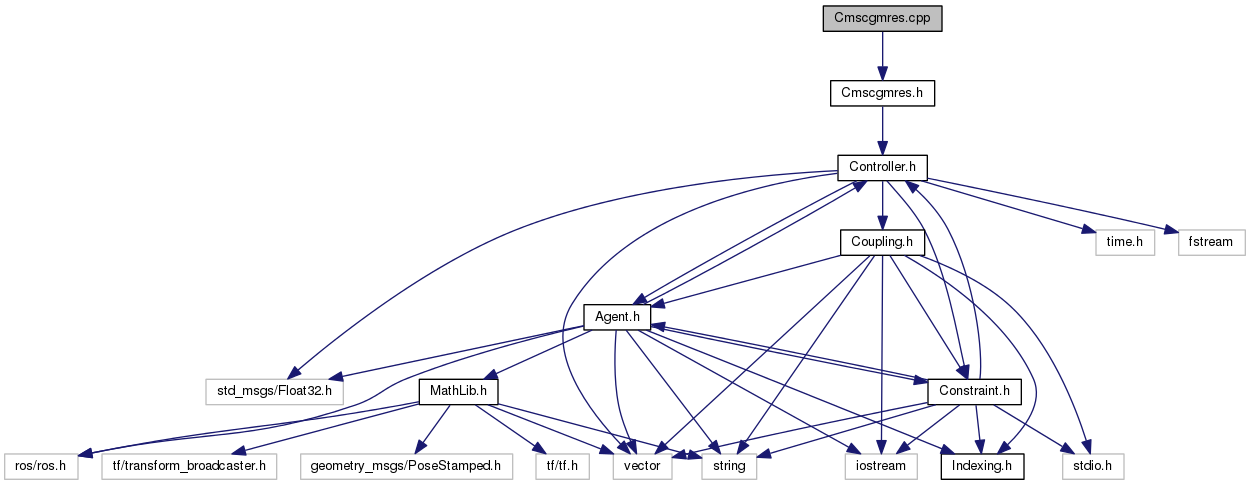 Cmscgmres.cpp
Cmscgmres.h
Controller.h
Coupling.h
time.h
fstream
Agent.h
std_msgs/Float32.h
MathLib.h
Constraint.h
ros/ros.h
tf/transform_broadcaster.h
geometry_msgs/PoseStamped.h
tf/tf.h
vector
string
iostream
Indexing.h
stdio.h